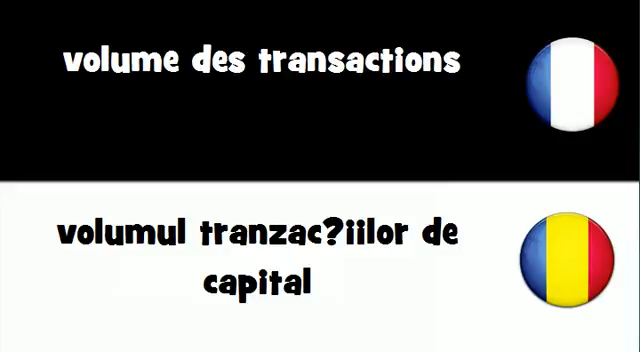 volume des transactions
volumul tranzac?iilor de
capital